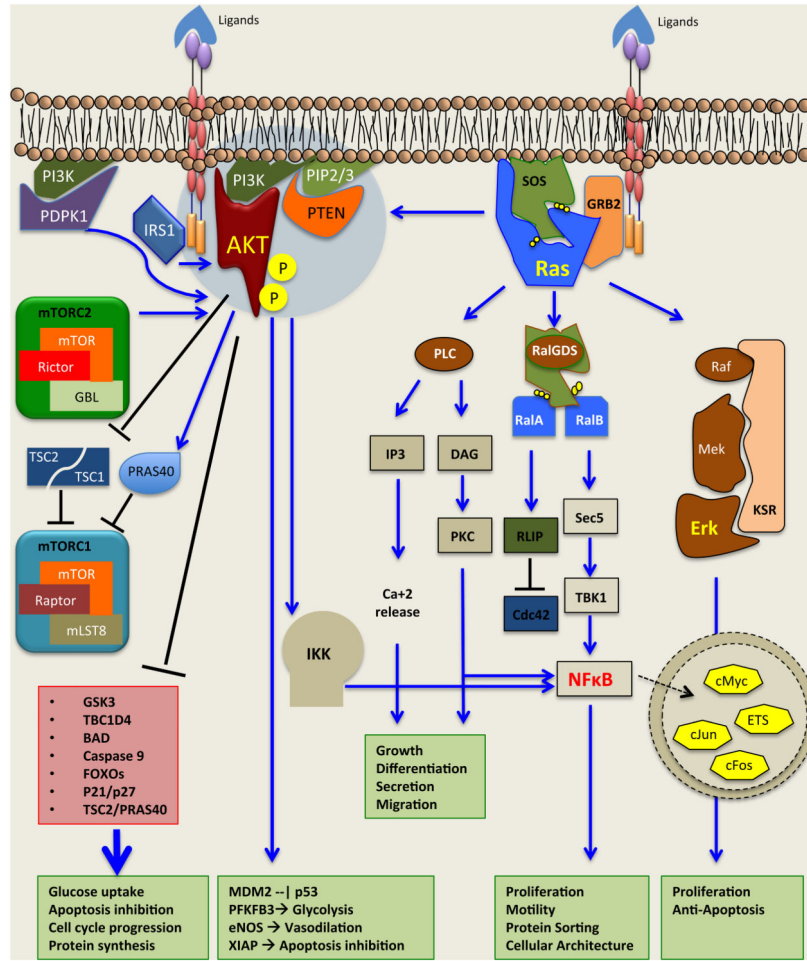 Ligands
Ligands
PI3K
PDPK1
IRS1
PI3K
PIP2/3
PTEN
AKT
P
P
SOS
GRB2
Ras
mTORC2
mTOR
Rictor
GBL
TSC2
TSC1
PRAS40
mTORC1
mTOR
Raptor
mLST8
PLC
IP3
DAG
PKC
Ca+2
release
RalGDS
RalA
RalB
RLIP
Cdc42
Sec5
TBK1
NFκB
IKK
Raf
Mek
KSR
Erk
cMyc
ETS
cJun
cFos
• GSK3
• TBC1D4
• BAD
• Caspase 9
• FOXOs
• P21/p27
• TSC2/PRAS40
Growth
Differentiation
Secretion
Migration
Glucose uptake
Apoptosis inhibition
Cell cycle progression
Protein synthesis
MDM2 --| p53
PFKFB3→ Glycolysis
eNOS → Vasodilation
XIAP → Apoptosis inhibition
Proliferation
Motility
Protein Sorting
Cellular Architecture
Proliferation
Anti-Apoptosis